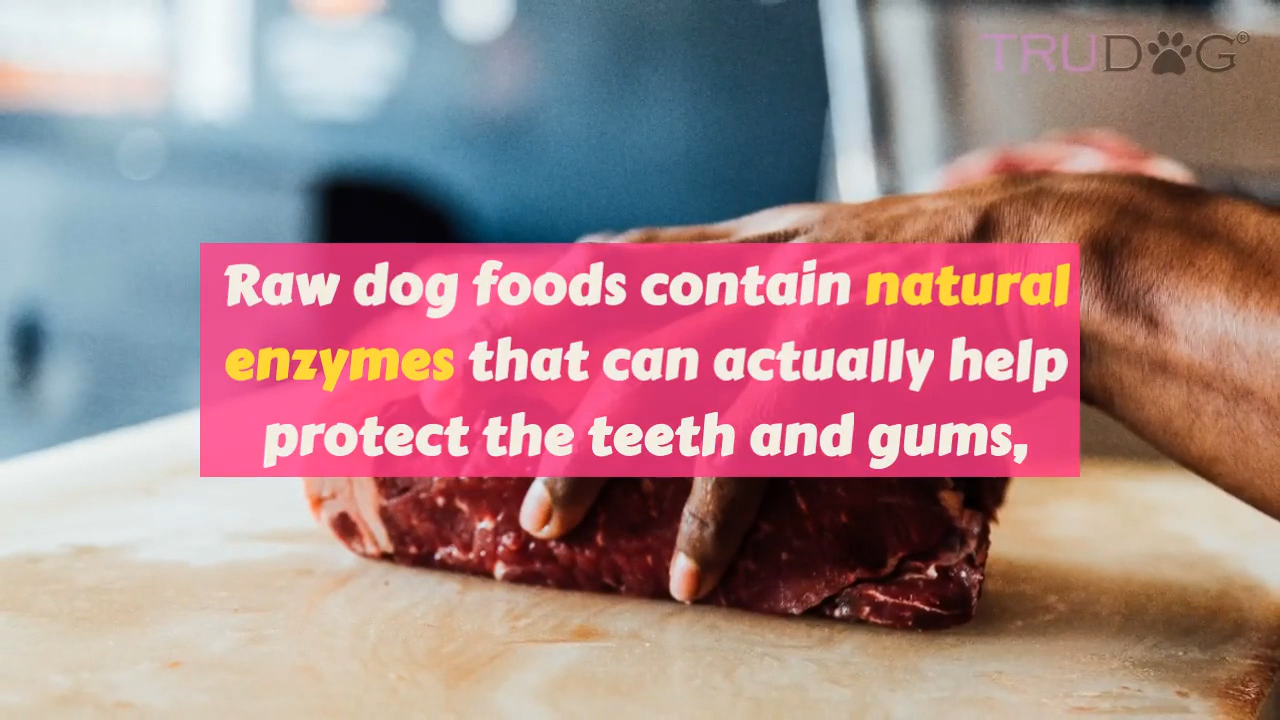 TRUDOG®
Raw dog foods contain natural
enzymes that can actually help
protect the teeth and gums,